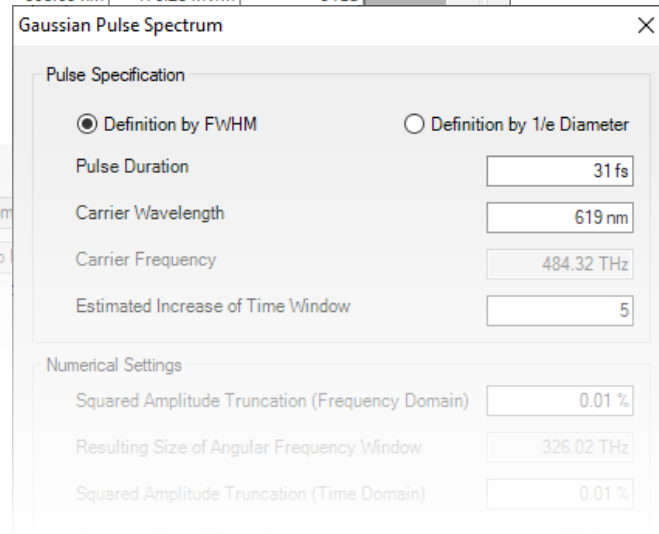 Gaussian Pulse Spectrum
Pulse Specification
Definition by FWHM
Definition by 1/e Diameter
Pulse Duration
31 fs
Carrier Wavelength
619 nm
Carrier Frequency
484.32 THz
Estimated Increase of Time Window
5
Numerical Settings
Squared Amplitude Truncation (Frequency Domain)
0.01 %
Resulting Size of Angular Frequency Window
326.02 THz
Squared Amplitude Truncation (Time Domain)
0.01 %